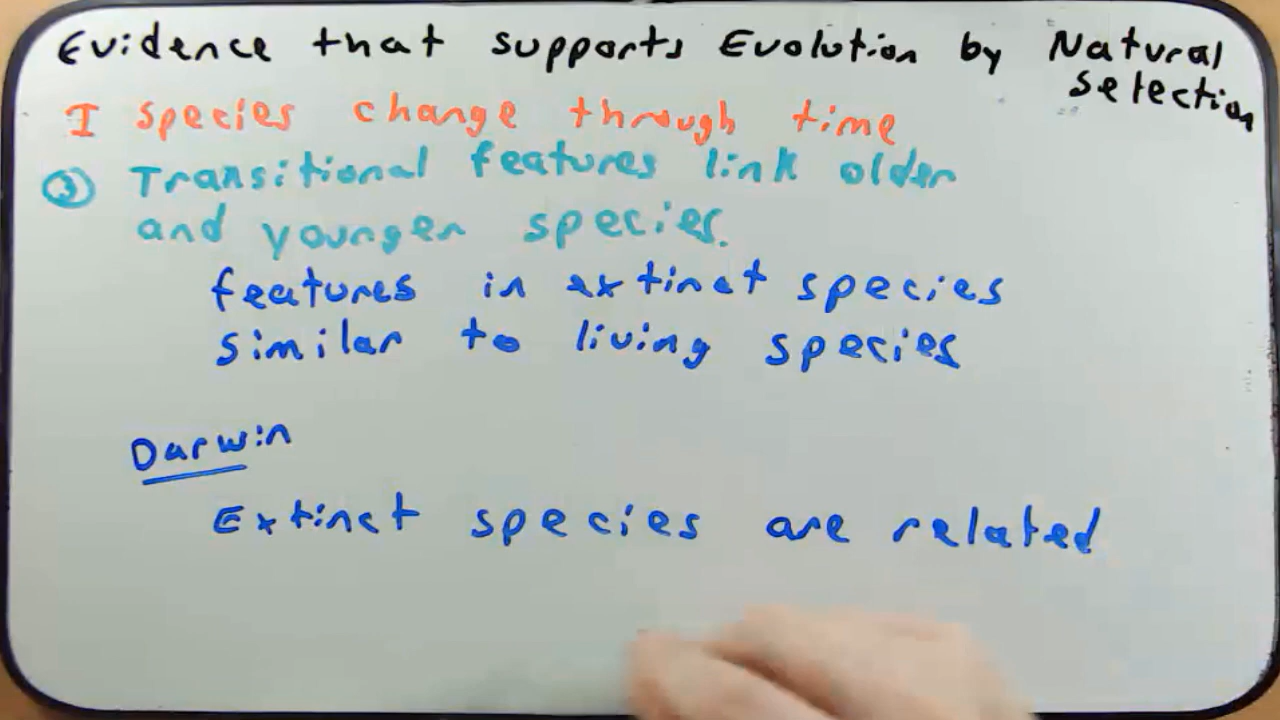 Evidence that supports Evolution by Natural
Selection
I species change through time
③ Transitional features link older
and younger species.
features in extinct species
similar to living species
Darwin
Extinct species are related